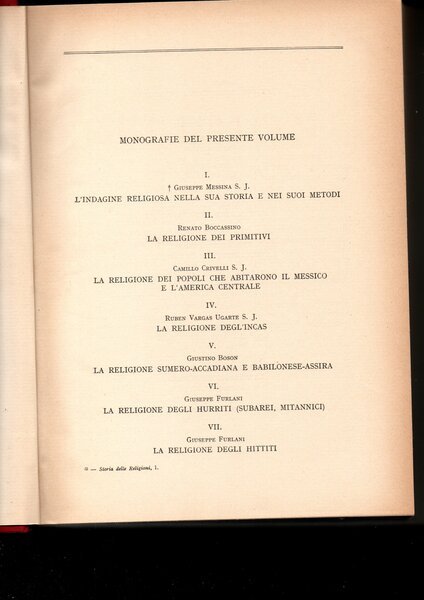 MONOGRAFIE DEL PRESENTE VOLUME
I.
† Giuseppe Messina S. J.
L'INDAGINE RELIGIOSA NELLA SUA STORIA E NEI SUOI METODI
II.
Renato Boccassino
LA RELIGIONE DEI PRIMITIVI
III.
Camillo Crivelli S. J.
LA RELIGIONE DEI POPOLI CHE ABITARONO IL MESSICO
E L'AMERICA CENTRALE
IV.
Ruben Vargas Ugarte S. J.
LA RELIGIONE DEGL'INCAS
V.
Giustino Boson
LA RELIGIONE SUMERO-ACCADIANA E BABILONESE-ASSIRA
VI.
Giuseppe Furlani
LA RELIGIONE DEGLI HURRITI (SUBAREI, MITANNICI)
VII.
Giuseppe Furlani
LA RELIGIONE DEGLI HITTITI
— Storia delle Religioni, 1.